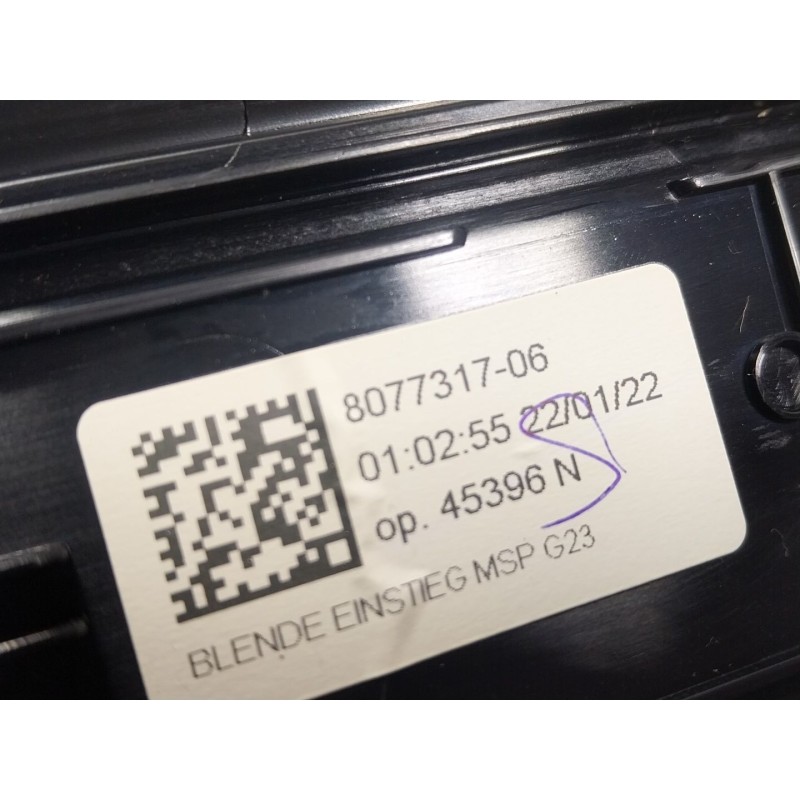 8077317-06
01:02:55 22/01/22
op. 45396 N
BLENDE EINSTIEG MSP G23